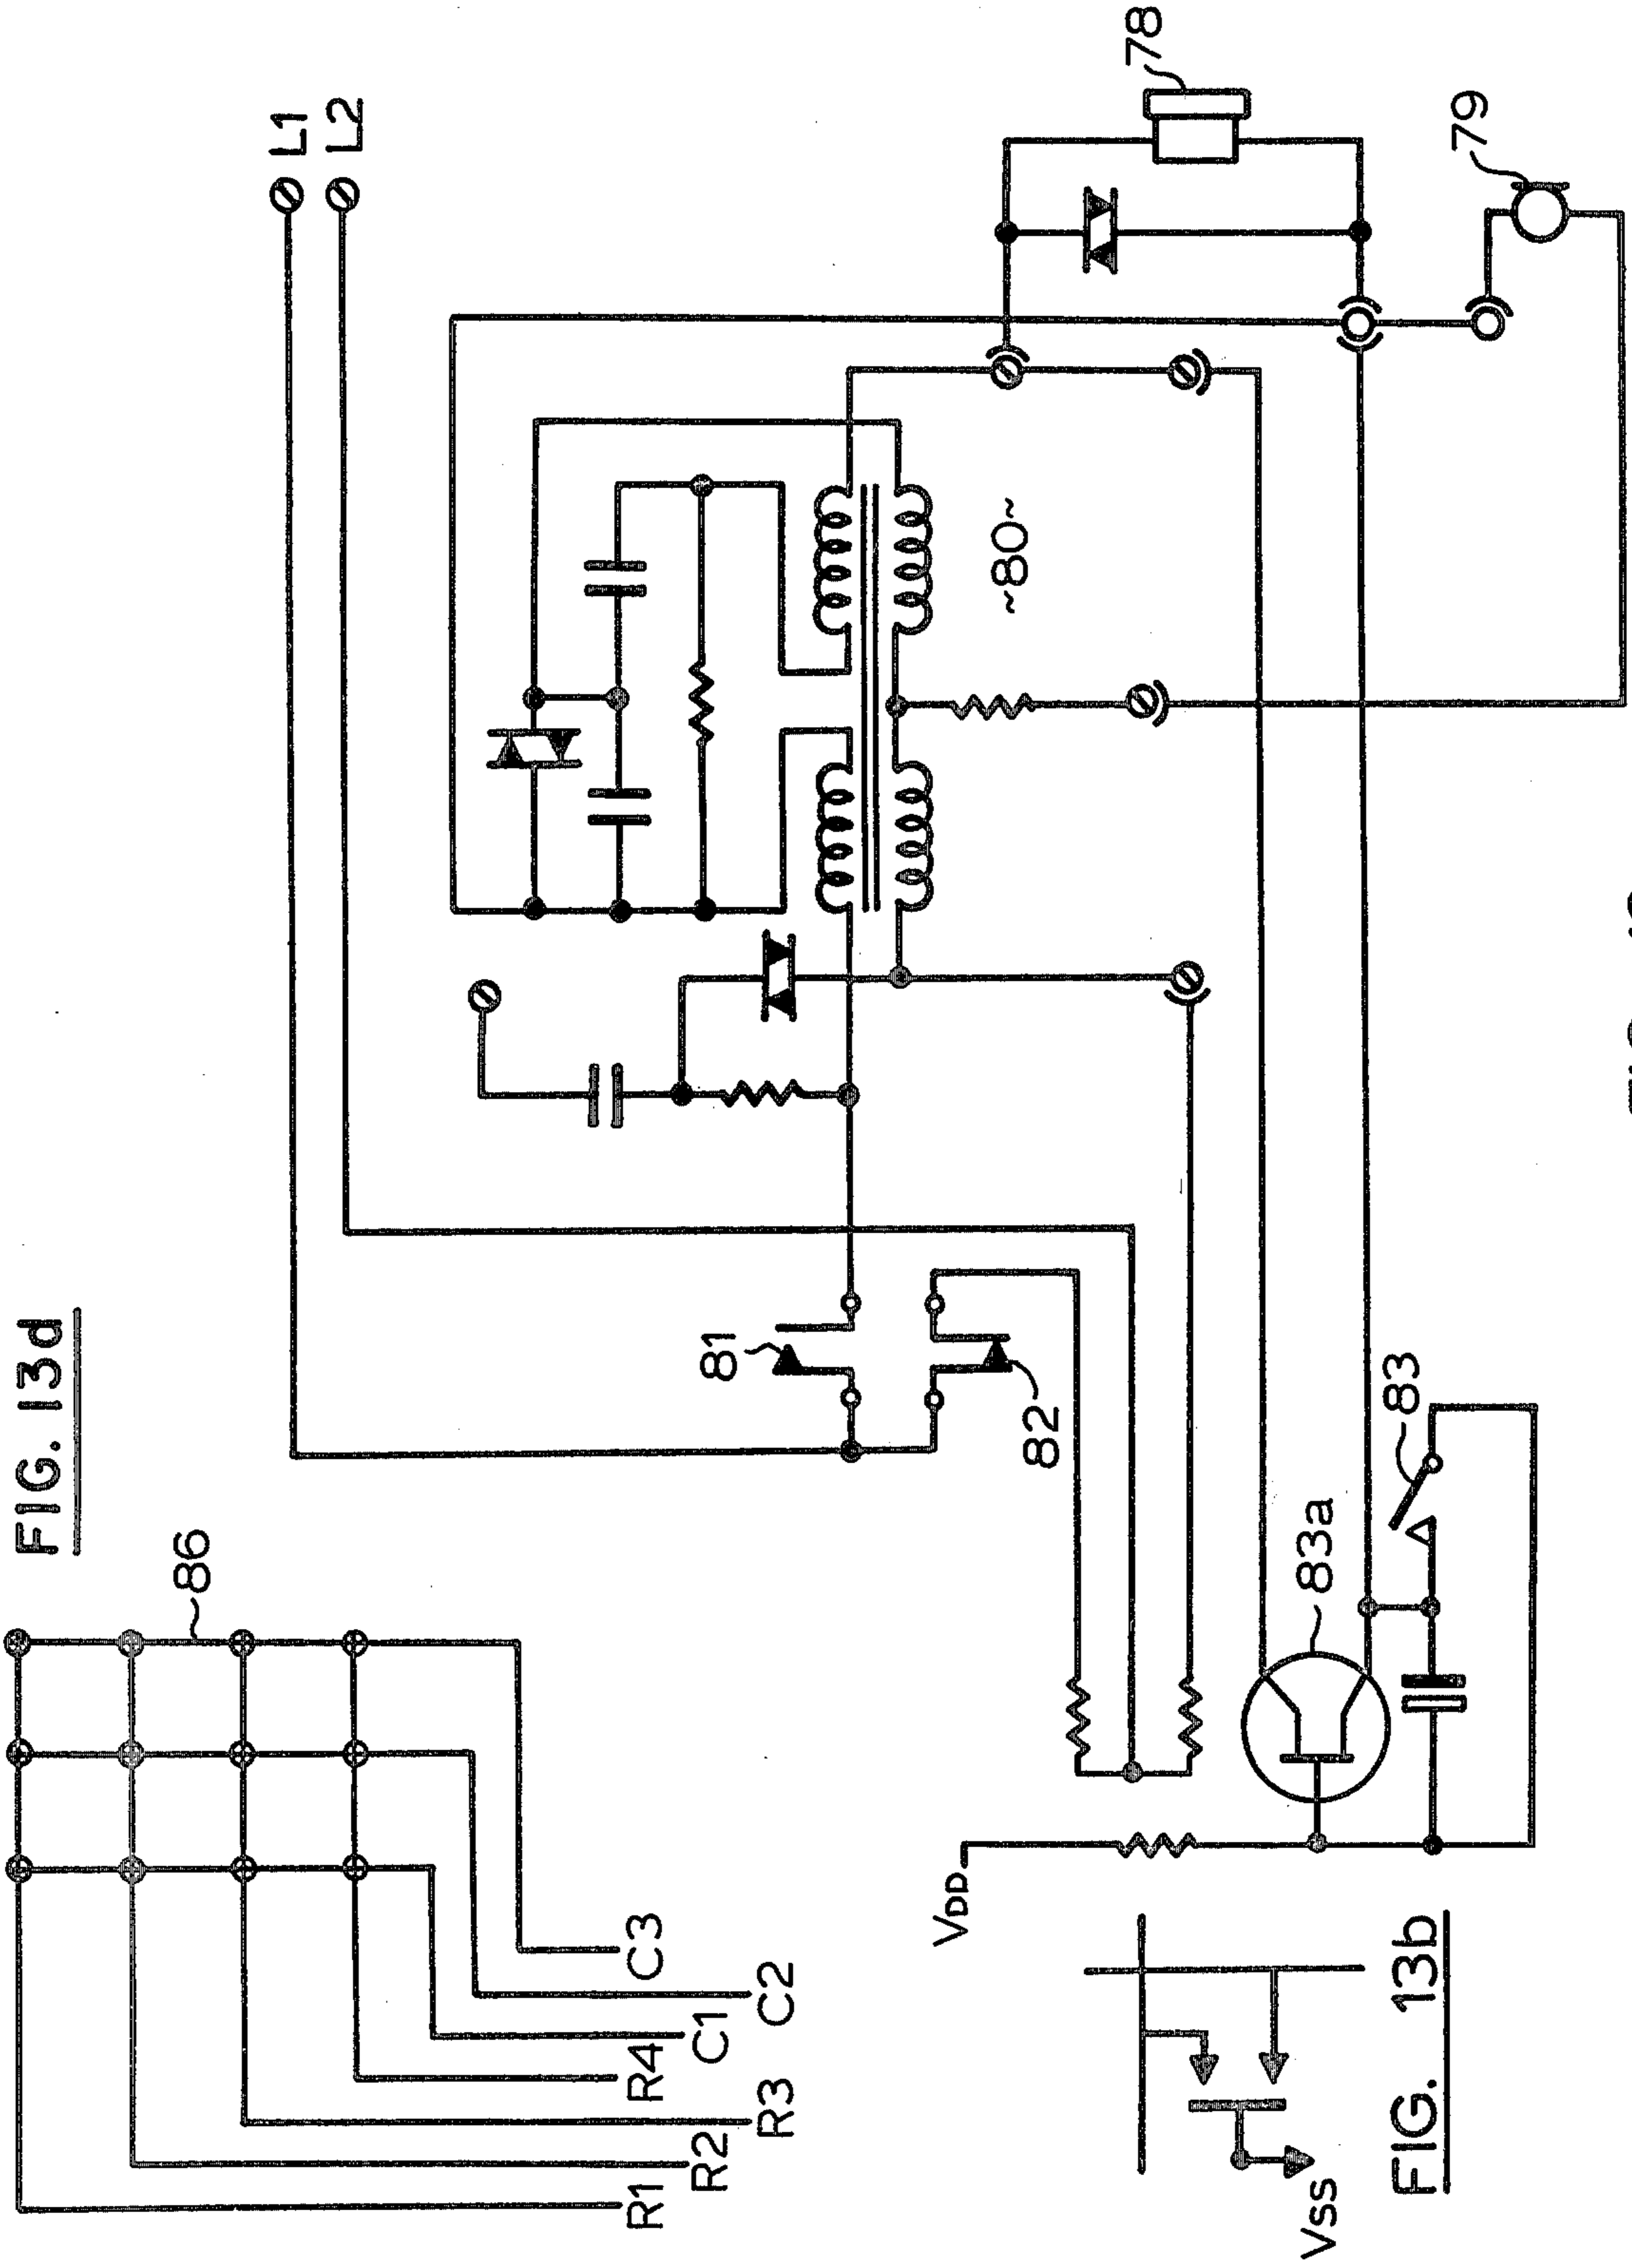 FIG. 13d
86
R1
R2
R3
R4
C1
C2
C3
L1
L2
78
79
~80~
81
82
83
83a
VDD
VSS
FIG. 13b